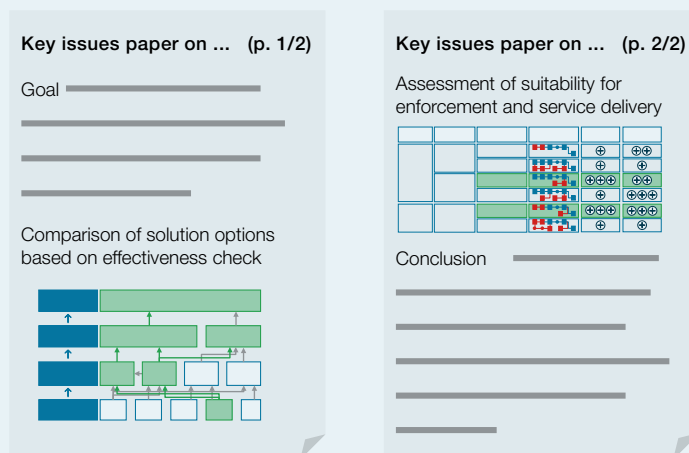 Key issues paper on ... (p. 1/2)
Goal
Comparison of solution options
based on effectiveness check
Key issues paper on ... (p. 2/2)
Assessment of suitability for
enforcement and service delivery
Conclusion